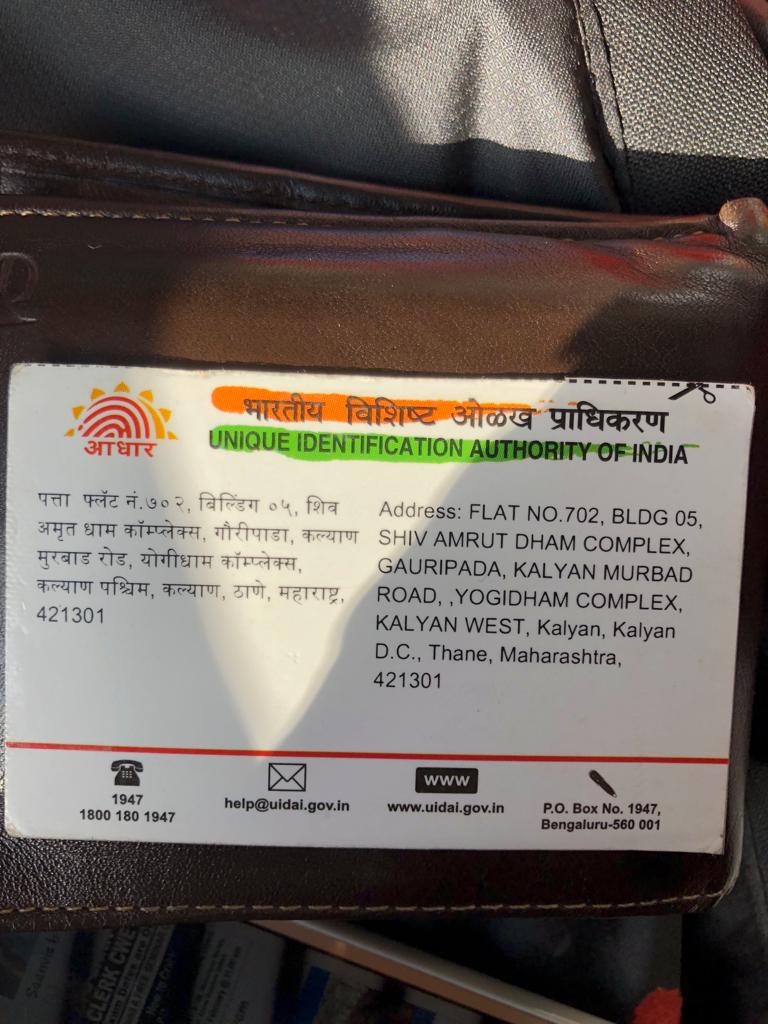 आधार
भारतीय विशिष्ट ओळख प्राधिकरण
UNIQUE IDENTIFICATION AUTHORITY OF INDIA
पत्ता फ्लॅट नं.७०२, बिल्डिंग ०५, शिव
अमृत धाम कॉम्प्लेक्स, गौरीपाडा, कल्याण
मुरबाड रोड, योगीधाम कॉम्प्लेक्स,
कल्याण पश्चिम, कल्याण, ठाणे, महाराष्ट्र,
421301
Address: FLAT NO.702, BLDG 05,
SHIV AMRUT DHAM COMPLEX,
GAURIPADA, KALYAN MURBAD
ROAD, ,YOGIDHAM COMPLEX,
KALYAN WEST, Kalyan, Kalyan
D.C., Thane, Maharashtra,
421301
1947
1800 180 1947
help@uidai.gov.in
www
www.uidai.gov.in
P.O. Box No. 1947,
Bengaluru-560 001
CLERK CWE